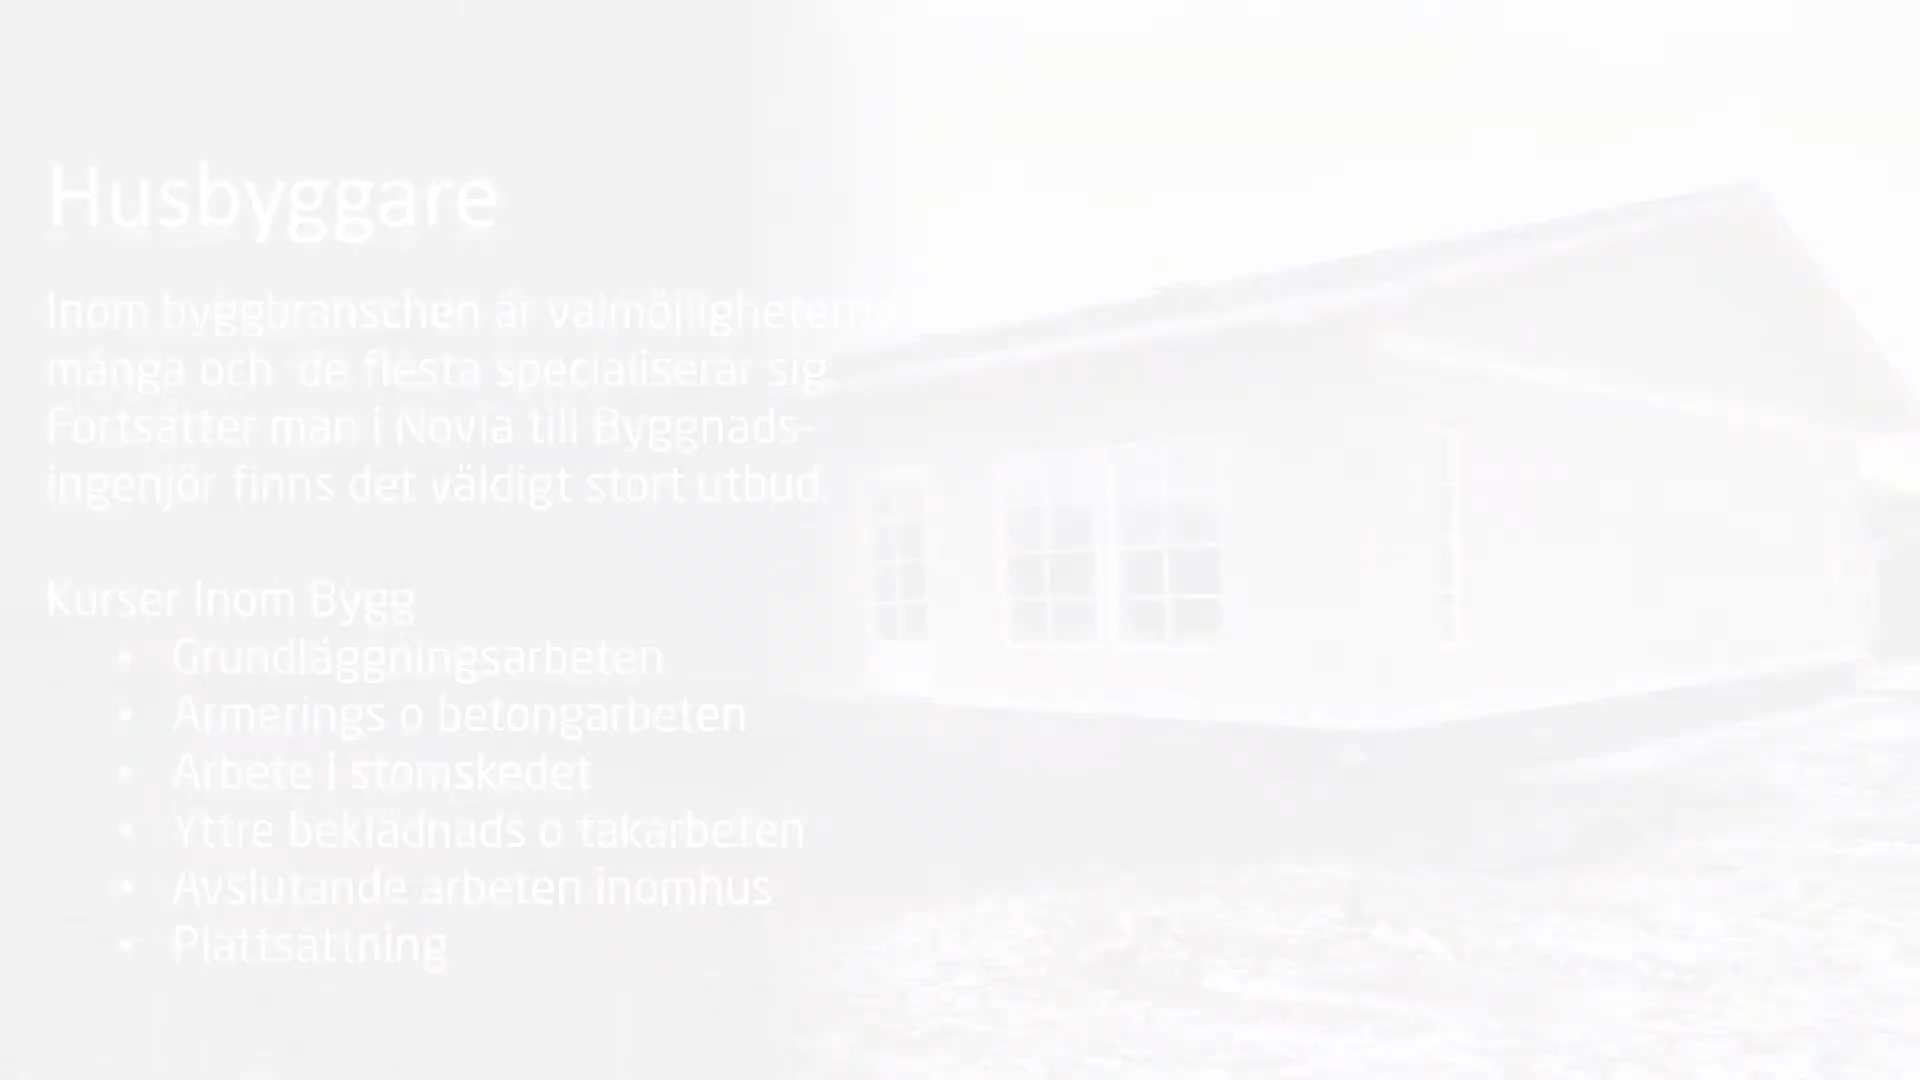 Husbyggare
Inom byggbranschen är valmöjligheterna
många och de flesta specialiserar sig
Fortsätter man i Novia till Byggnads-
ingenjör finns det väldigt stort utbud
Kurser Inom Bygg
• Grundläggningsarbeten
• Armerings o betongarbeten
• Arbete I stomskedet
• Yttre beklädnads o takarbeten
• Avslutande arbeten inomhus
• Plattsättning